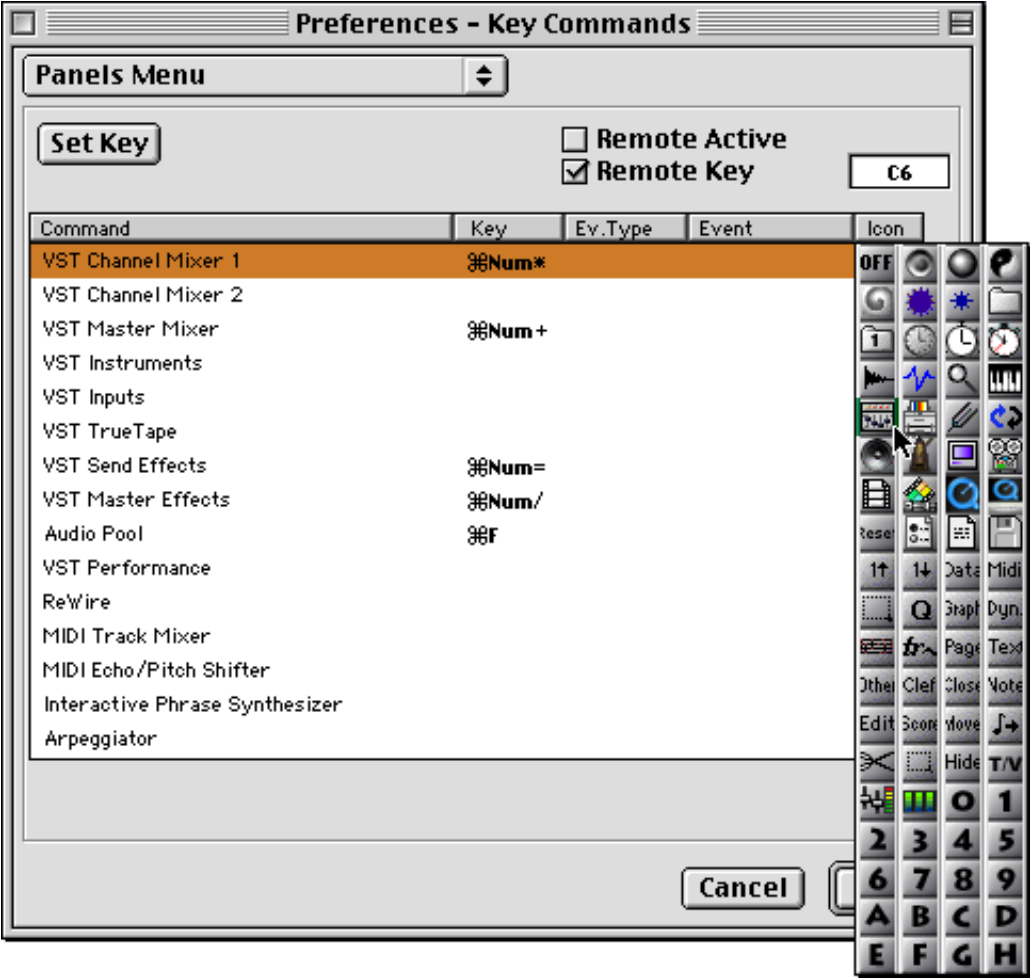 Preferences - Key Commands
Panels Menu
Set Key
Remote Active
Remote Key
C6
Command Key Ev.Type Event Icon
VST Channel Mixer 1 ⌘Num*
VST Channel Mixer 2
VST Master Mixer ⌘Num+
VST Instruments
VST Inputs
VST TrueTape
VST Send Effects ⌘Num=
VST Master Effects ⌘Num/
Audio Pool ⌘F
VST Performance
ReWire
MIDI Track Mixer
MIDI Echo/Pitch Shifter
Interactive Phrase Synthesizer
Arpeggiator
OFF
1
1↑ 1↓ Data Midi
Q Dyn.
Page Text
Clef Close Note
Edit Score Move
Hide T/V
0 1
2 3 4 5
6 7 8 9
A B C D
E F G H
Cancel